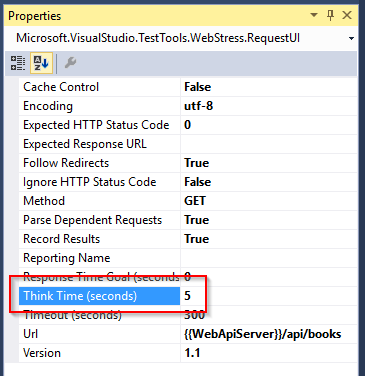 Properties
Microsoft.VisualStudio.TestTools.WebStress.RequestUI
Cache Control False
Encoding utf-8
Expected HTTP Status Code 0
Expected Response URL
Follow Redirects True
Ignore HTTP Status Code False
Method GET
Parse Dependent Requests True
Record Results True
Reporting Name
Response Time Goal (seconds 0
Think Time (seconds) 5
Timeout (seconds) 300
Url {{WebApiServer}}/api/books
Version 1.1